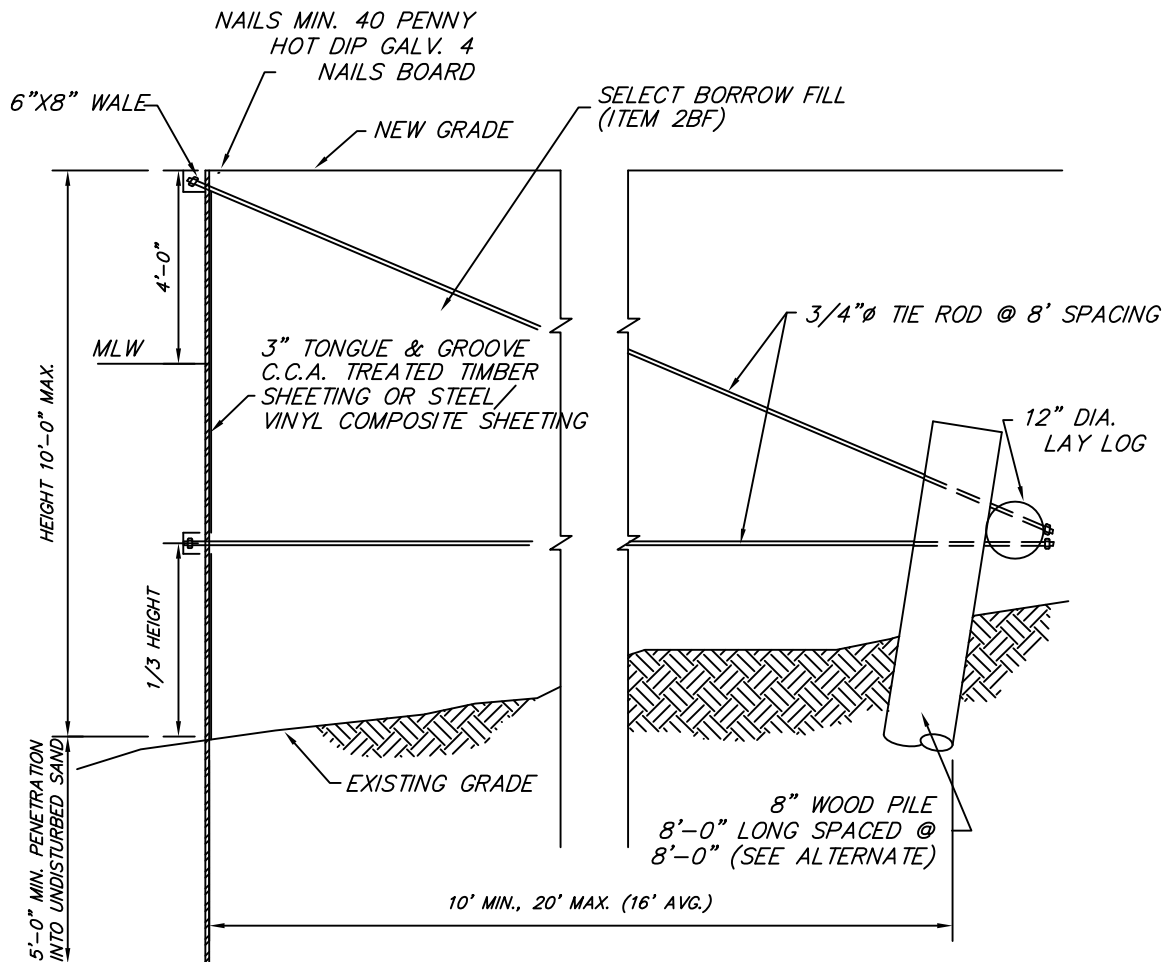 NAILS MIN. 40 PENNY
HOT DIP GALV. 4
NAILS BOARD
6"X8" WALE
SELECT BORROW FILL
(ITEM 2BF)
NEW GRADE
4'-0"
3/4"ø TIE ROD @ 8' SPACING
MLW
3" TONGUE & GROOVE
C.C.A. TREATED TIMBER
SHEETING OR STEEL/
VINYL COMPOSITE SHEETING
12" DIA.
LAY LOG
HEIGHT 10'-0" MAX.
1/3 HEIGHT
EXISTING GRADE
5'-0" MIN. PENETRATION
INTO UNDISTURBED SAND
8" WOOD PILE
8'-0" LONG SPACED @
8'-0" (SEE ALTERNATE)
10' MIN., 20' MAX. (16' AVG.)